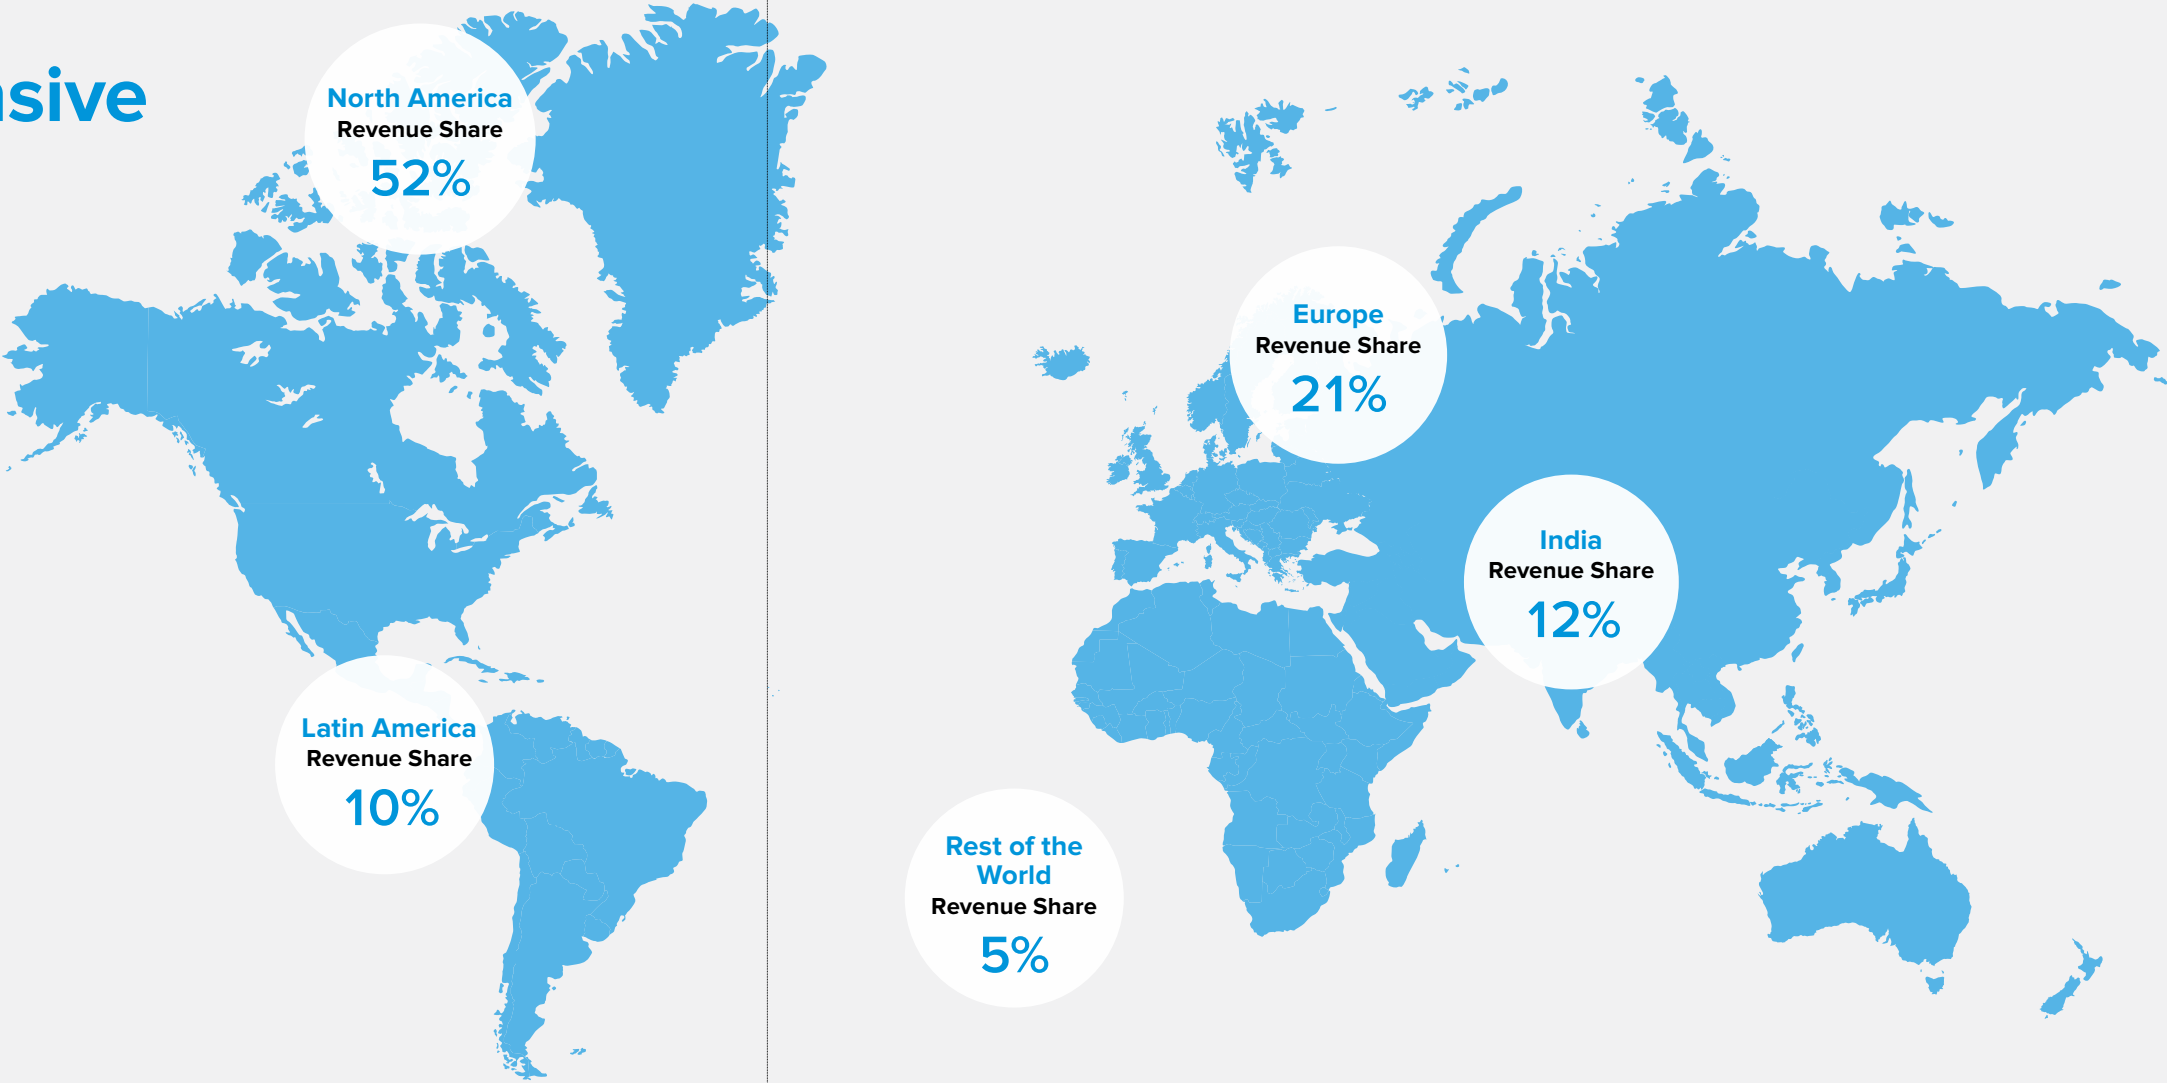 North America
Revenue Share
52%
Europe
Revenue Share
21%
India
Revenue Share
12%
Latin America
Revenue Share
10%
Rest of the
World
Revenue Share
5%